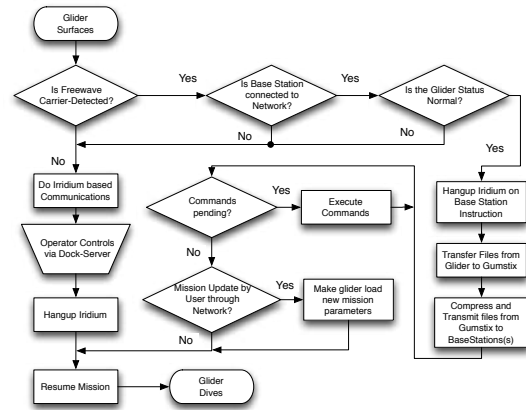 Glider
Surfaces
Is Freewave
Carrier-Detected?
Yes
Is Base Station
connected to
Network?
Yes
Is the Glider Status
Normal?
No
No
No
Yes
Do Irridium based
Communications
Commands
pending?
Yes
Execute
Commands
Hangup Iridium on
Base Station
Instruction
Operator Controls
via Dock-Server
No
Transfer Files from
Glider to Gumstix
Mission Update by
User through
Network?
Yes
Make glider load
new mission
parameters
Hangup Iridium
Compress and
Transmit files from
Gumstix to
BaseStations(s)
No
Resume Mission
Glider
Dives